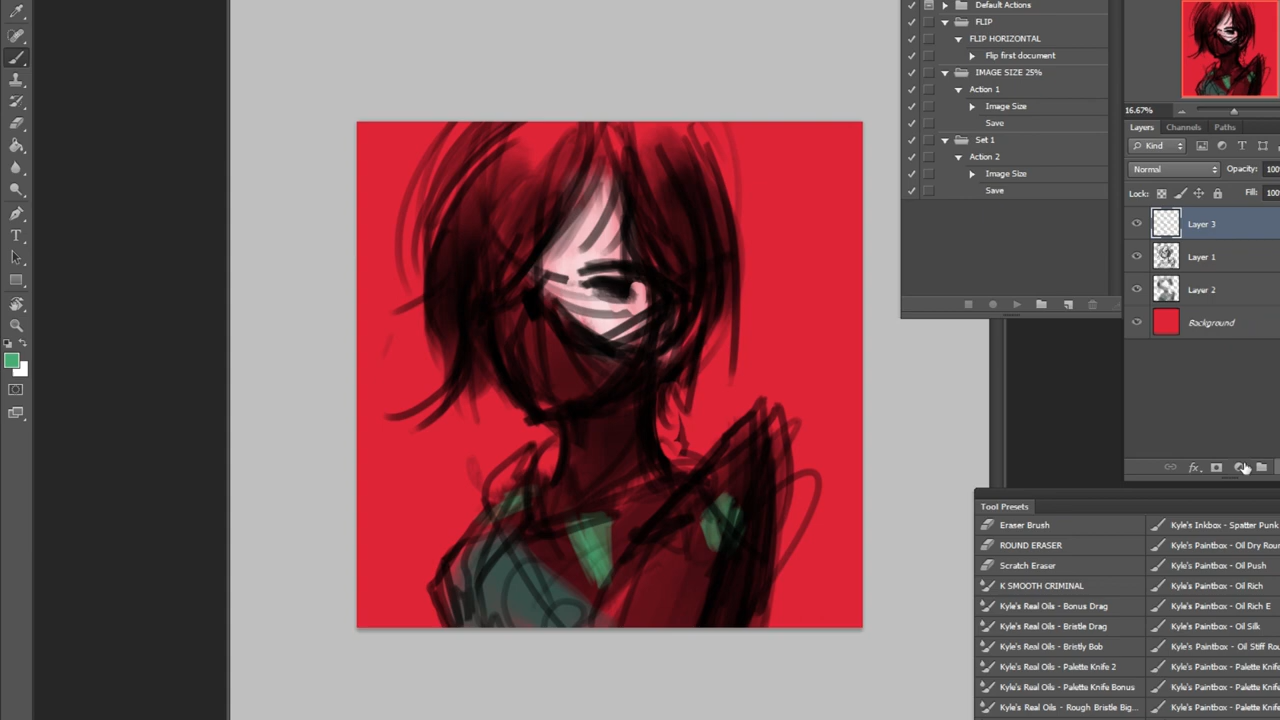 Default Actions
FLIP
FLIP HORIZONTAL
Flip first document
IMAGE SIZE 25%
Action 1
Image Size
Save
Set 1
Action 2
Image Size
Save
16.67%
Layers Channels Paths
Kind
Normal Opacity: 100
Lock: Fill: 100
Layer 3
Layer 1
Layer 2
Background
fx
Tool Presets
Eraser Brush
ROUND ERASER
Scratch Eraser
K SMOOTH CRIMINAL
Kyle's Real Oils - Bonus Drag
Kyle's Real Oils - Bristle Drag
Kyle's Real Oils - Bristly Bob
Kyle's Real Oils - Palette Knife 2
Kyle's Real Oils - Palette Knife Bonus
Kyle's Real Oils - Rough Bristle Big...
Kyle's Inkbox - Spatter Punk
Kyle's Paintbox - Oil Dry Rour
Kyle's Paintbox - Oil Push
Kyle's Paintbox - Oil Rich
Kyle's Paintbox - Oil Rich E
Kyle's Paintbox - Oil Silk
Kyle's Paintbox - Oil Stiff Rou
Kyle's Paintbox - Palette Knife
Kyle's Paintbox - Palette Knife
Kyle's Paintbox - Palette Knife